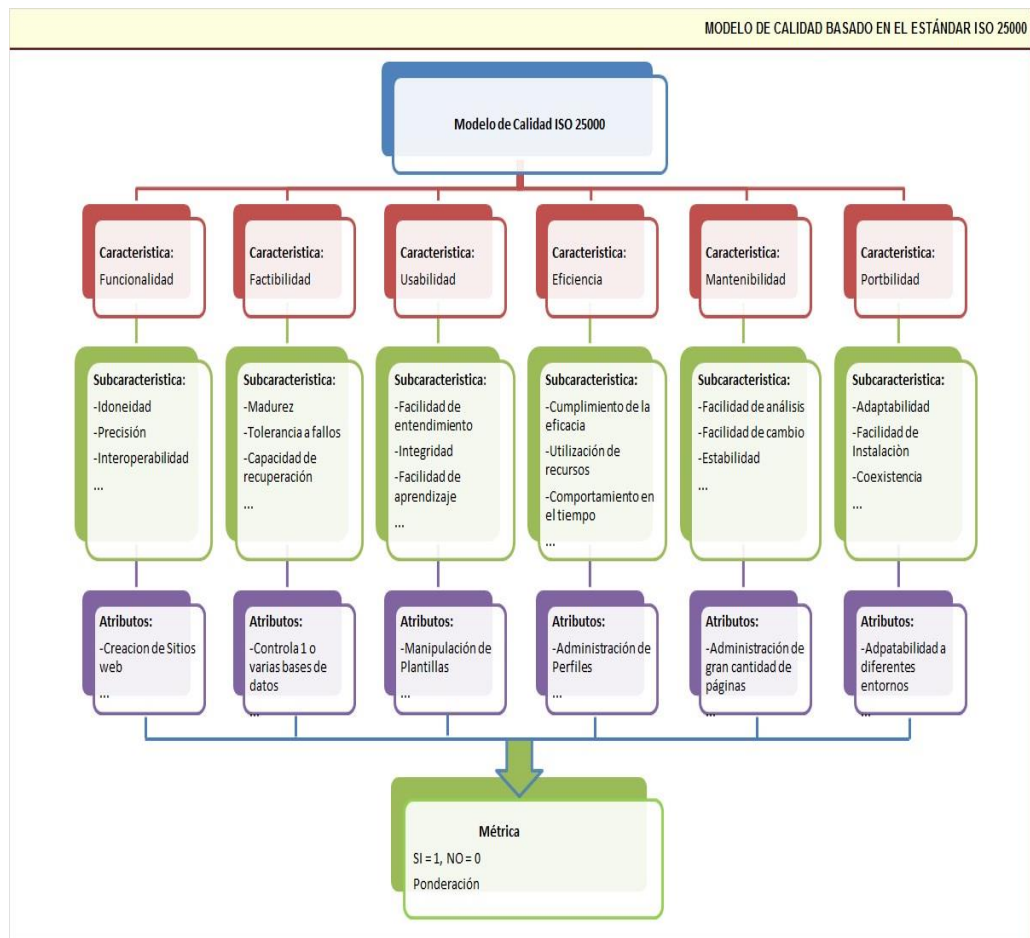 MODELO DE CALIDAD BASADO EN EL ESTÁNDAR ISO 25000
Modelo de Calidad ISO 25000
Caracteristica:
Funcionalidad
Caracteristica:
Factibilidad
Caracteristica:
Usabilidad
Caracteristica:
Eficiencia
Caracteristica:
Mantenibilidad
Caracteristica:
Portbilidad
Subcaracteristica:
-Idoneidad
-Precisión
-Interoperabilidad
...
Subcaracteristica:
-Madurez
-Tolerancia a fallos
-Capacidad de
recuperación
...
Subcaracteristica:
-Facilidad de
entendimiento
-Integridad
-Facilidad de
aprendizaje
...
Subcaracteristica:
-Cumplimiento de la
eficacia
-Utilización de
recursos
-Comportamiento en
el tiempo
...
Subcaracteristica:
-Facilidad de análisis
-Facilidad de cambio
-Estabilidad
...
Subcaracteristica:
-Adaptabilidad
-Facilidad de
Instalaciòn
-Coexistencia
...
Atributos:
-Creacion de Sitios
web
...
Atributos:
-Controla 1 o
varias bases de
datos
...
Atributos:
-Manipulación de
Plantillas
...
Atributos:
-Administración de
Perfiles
...
Atributos:
-Administración de
gran cantidad de
páginas
...
Atributos:
-Adpatabilidad a
diferentes
entornos
...
Métrica
SI = 1, NO = 0
Ponderación